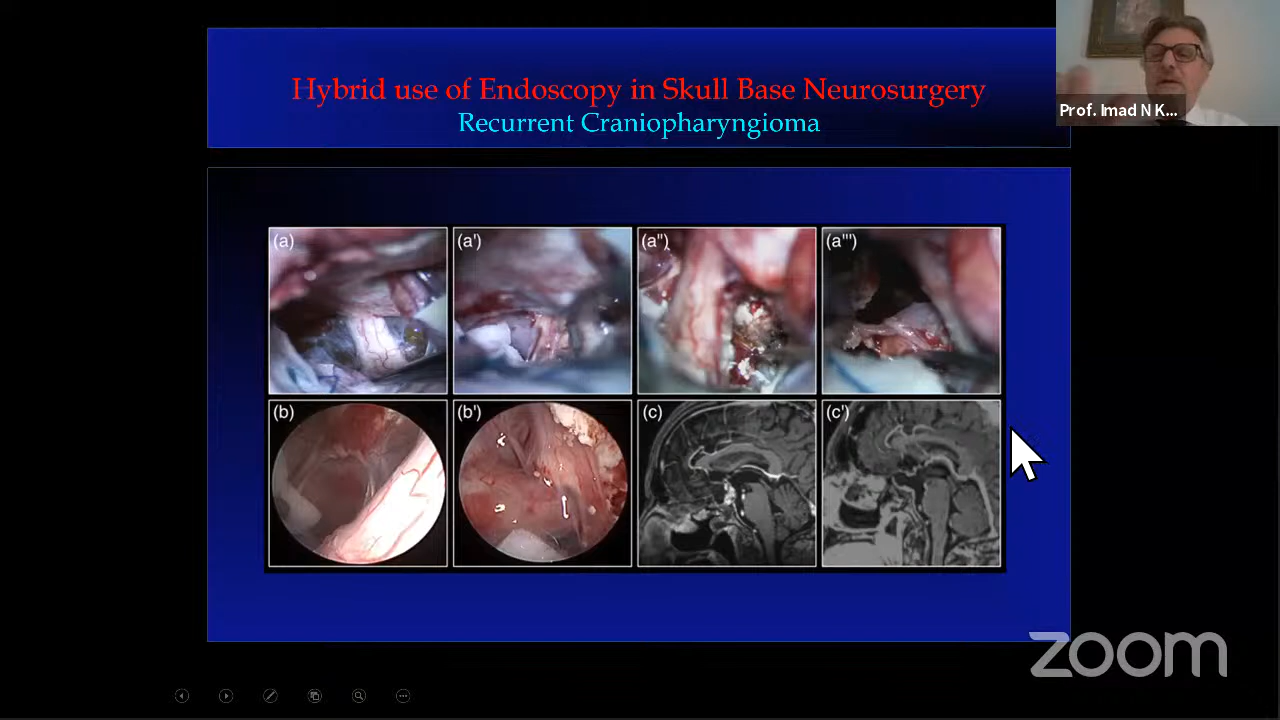 Hybrid use of Endoscopy in Skull Base Neurosurgery
Recurrent Craniopharyngioma
Prof. Imad N K...
(a)
(a')
(a'')
(a''')
(b)
(b')
(c)
(c')
zoom